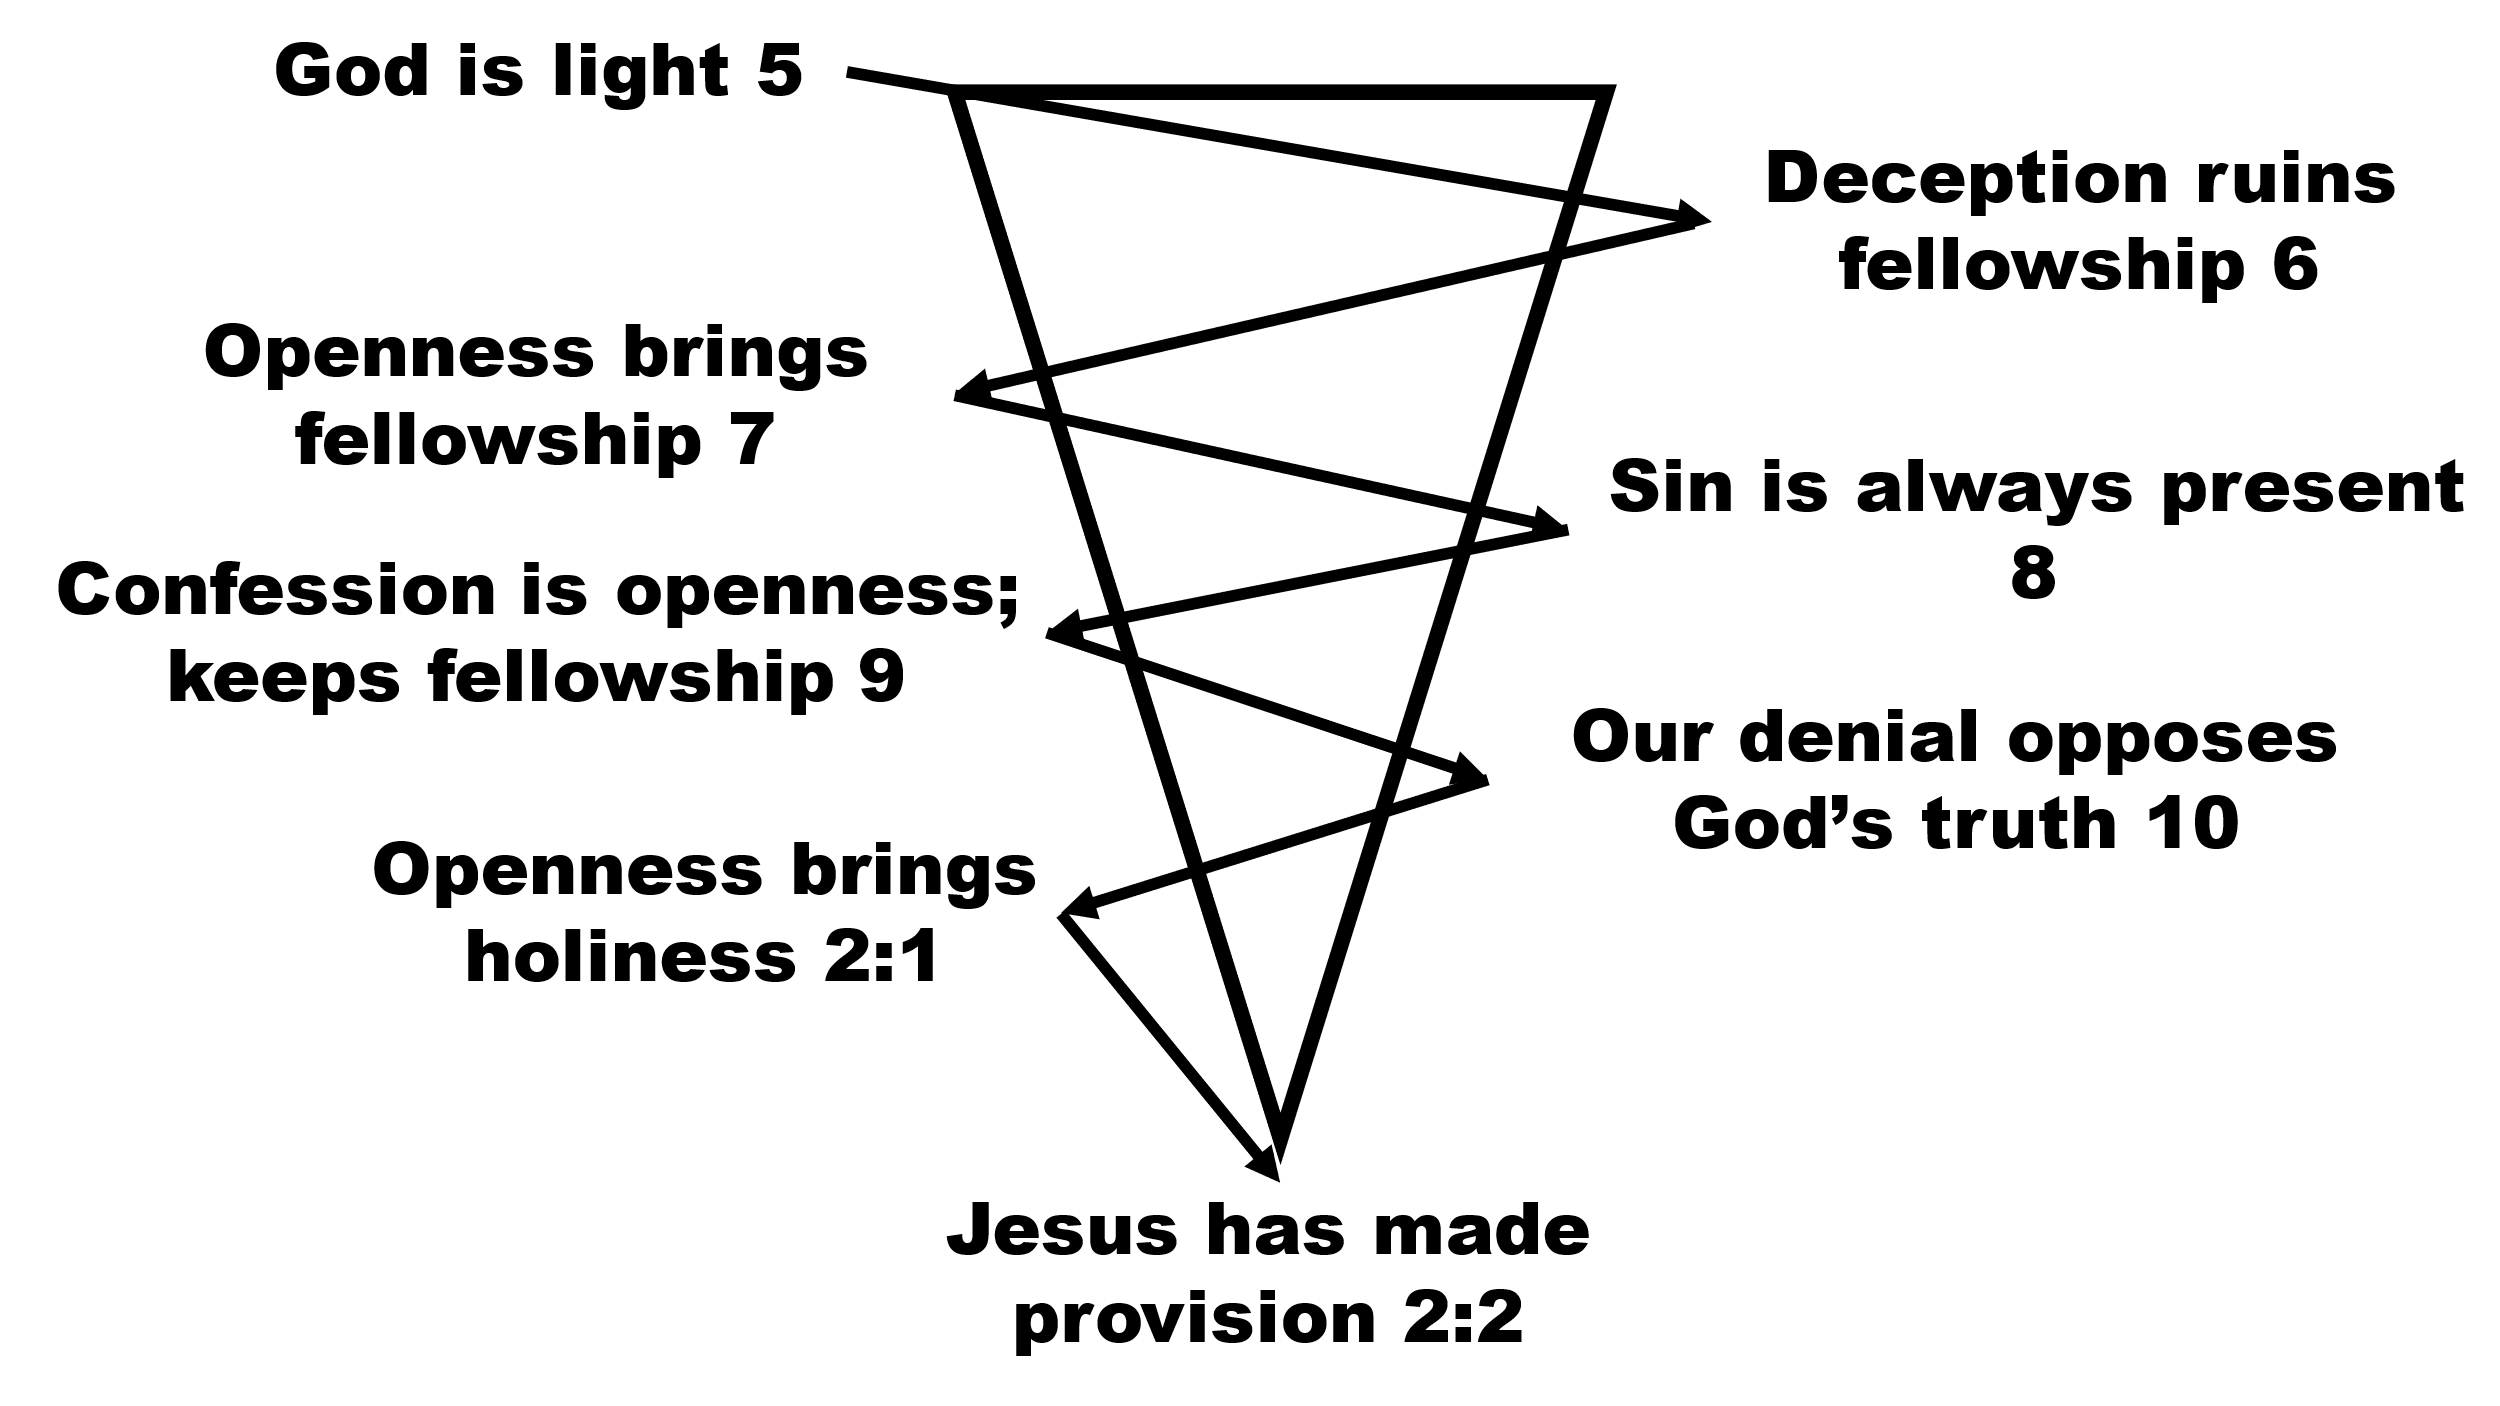 God is light 5
Deception ruins
fellowship 6
Openness brings
fellowship 7
Sin is always present
8
Confession is openness;
keeps fellowship 9
Our denial opposes
God’s truth 10
Openness brings
holiness 2:1
Jesus has made
provision 2:2